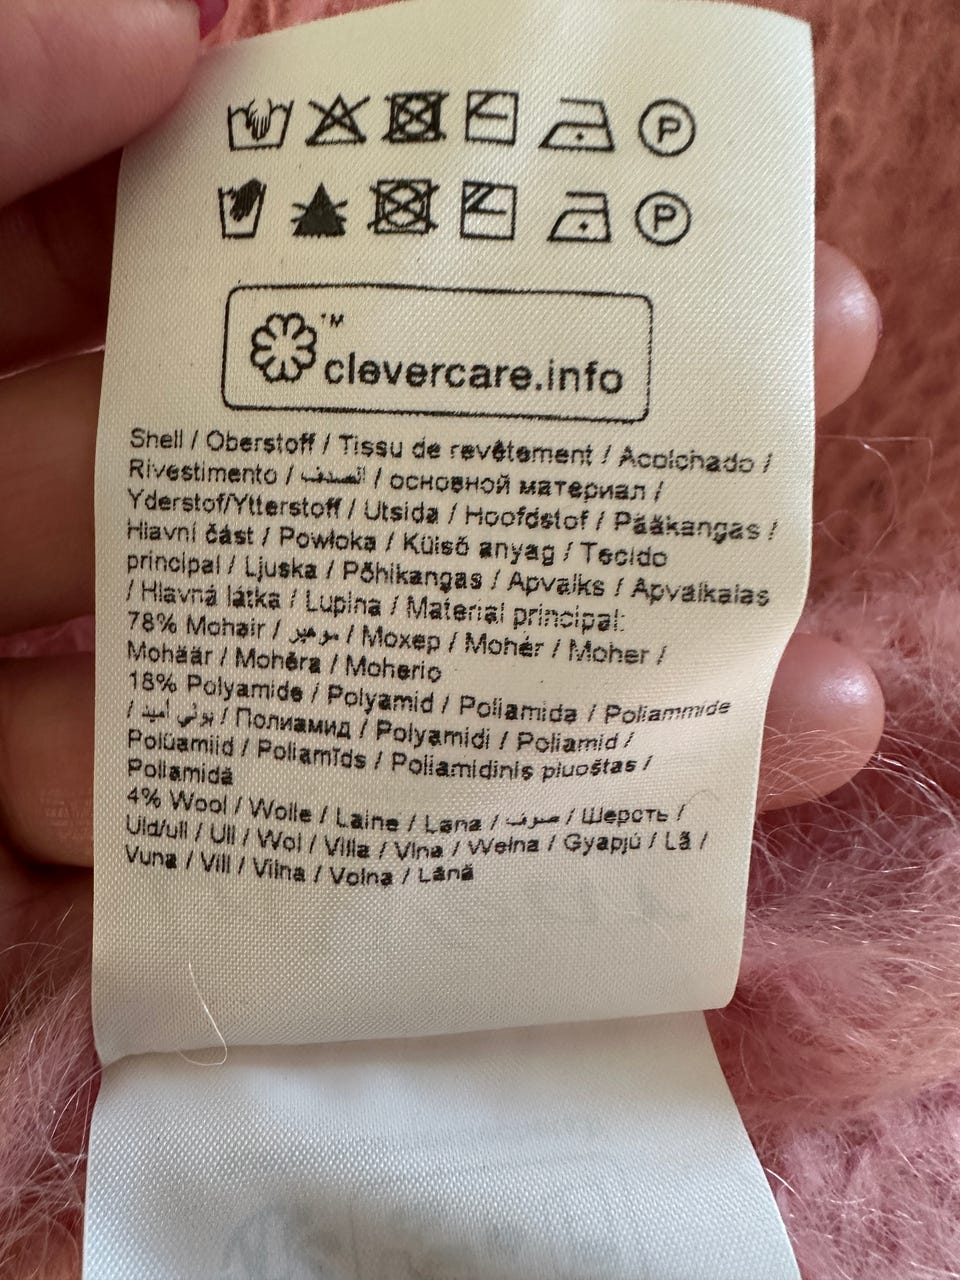 P
P
™
clevercare.info
Shell / Oberstoff / Tissu de revêtement / Acolchado /
Rivestimento / الصدف / основной материал /
Yderstof/Ytterstoff / Utsida / Hoofdstof / Pääkangas /
Hlavní část / Powłoka / Külső anyag / Tecido
principal / Ljuska / Põhikangas / Apvalks / Apvalkalas
/ Hlavná látka / Lupina / Material principal:
78% Mohair / موهير / Мохер / Mohér / Moher /
Mohäär / Mohēra / Moherio
18% Polyamide / Polyamid / Poliamida / Poliammide
/ بولي أميد / Полиамид / Polyamidi / Poliamid /
Polüamiid / Poliamīds / Poliamidinis pluoštas /
Poliamidă
4% Wool / Wolle / Laine / Lana / صوف / Шерсть /
Uld/ull / Ull / Wol / Villa / Vlna / Wełna / Gyapjú / Lã /
Vuna / Vill / Vilna / Volna / Lână